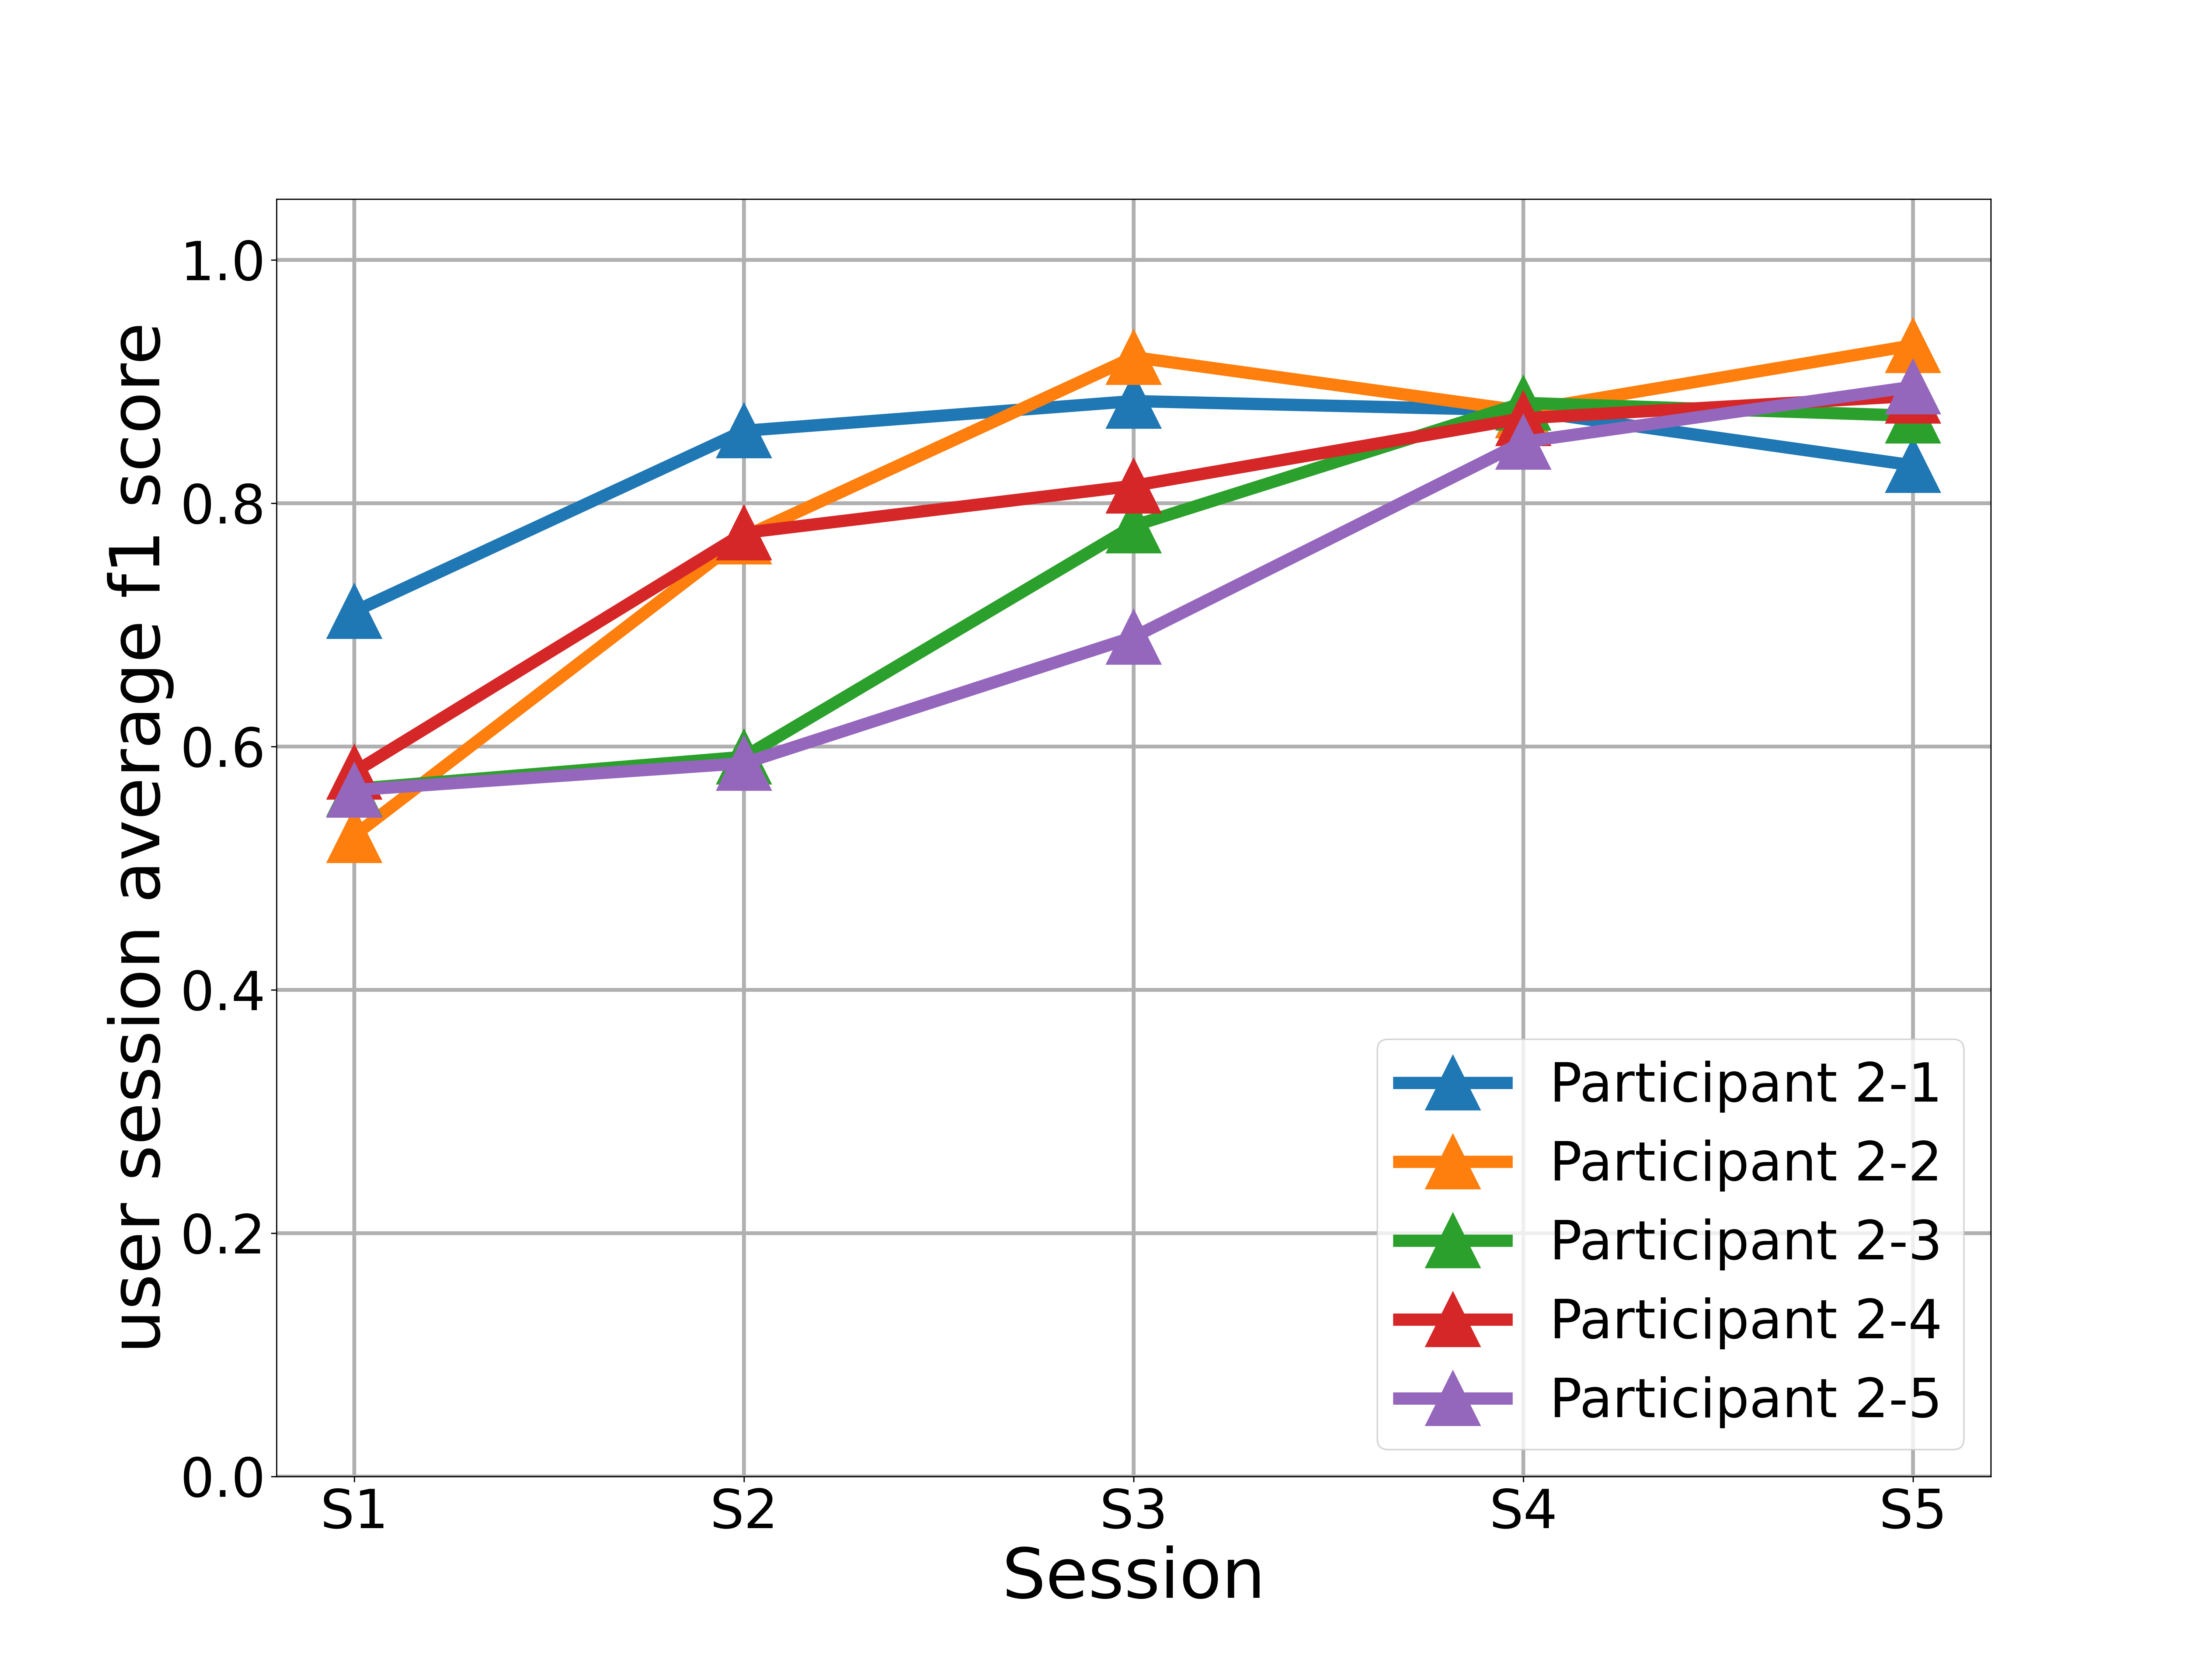 user session average f1 score
1.0
0.8
0.6
0.4
0.2
0.0
S1 S2 S3 S4 S5
Session
Participant 2-1
Participant 2-2
Participant 2-3
Participant 2-4
Participant 2-5